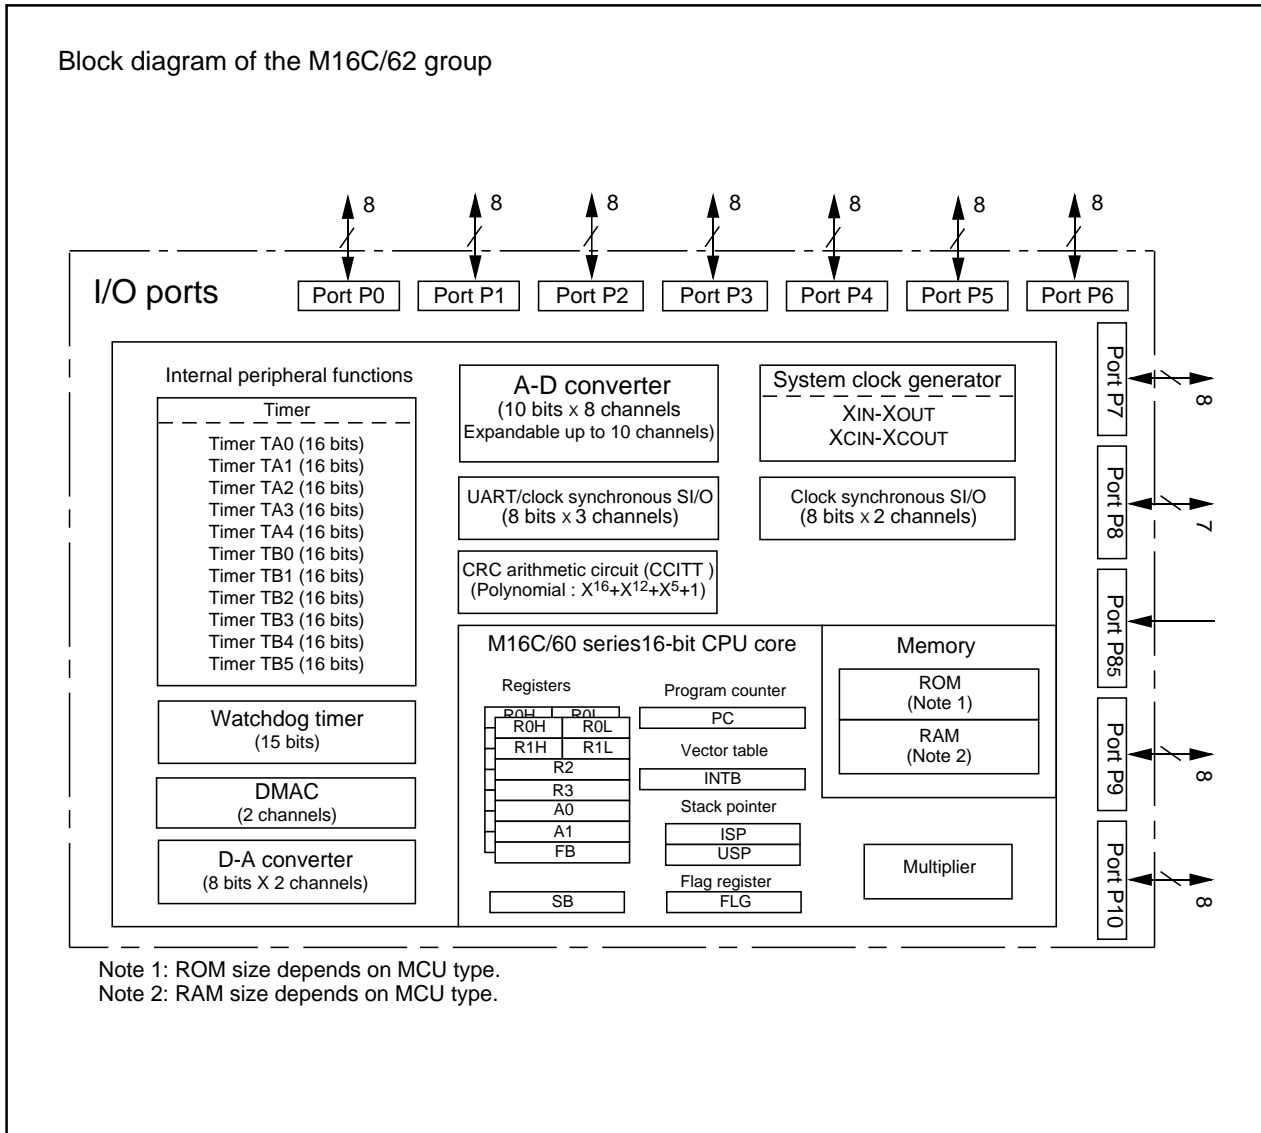 Block diagram of the M16C/62 group
8 8 8 8 8 8 8
I/O ports
Port P0 Port P1 Port P2 Port P3 Port P4 Port P5 Port P6
Internal peripheral functions
Timer
Timer TA0 (16 bits)
Timer TA1 (16 bits)
Timer TA2 (16 bits)
Timer TA3 (16 bits)
Timer TA4 (16 bits)
Timer TB0 (16 bits)
Timer TB1 (16 bits)
Timer TB2 (16 bits)
Timer TB3 (16 bits)
Timer TB4 (16 bits)
Timer TB5 (16 bits)
Watchdog timer
(15 bits)
DMAC
(2 channels)
D-A converter
(8 bits X 2 channels)
A-D converter
(10 bits x 8 channels
Expandable up to 10 channels)
UART/clock synchronous SI/O
(8 bits x 3 channels)
CRC arithmetic circuit (CCITT )
(Polynomial : X16+X12+X5+1)
System clock generator
XIN-XOUT
XCIN-XCOUT
Clock synchronous SI/O
(8 bits x 2 channels)
M16C/60 series16-bit CPU core
Registers
R0H R0L
R0H R0L
R1H R1L
R2
R3
A0
A1
FB
SB
Program counter
PC
Vector table
INTB
Stack pointer
ISP
USP
Flag register
FLG
Memory
ROM
(Note 1)
RAM
(Note 2)
Multiplier
Port P7
8
Port P8
7
Port P85
Port P9
8
Port P10
8
Note 1: ROM size depends on MCU type.
Note 2: RAM size depends on MCU type.